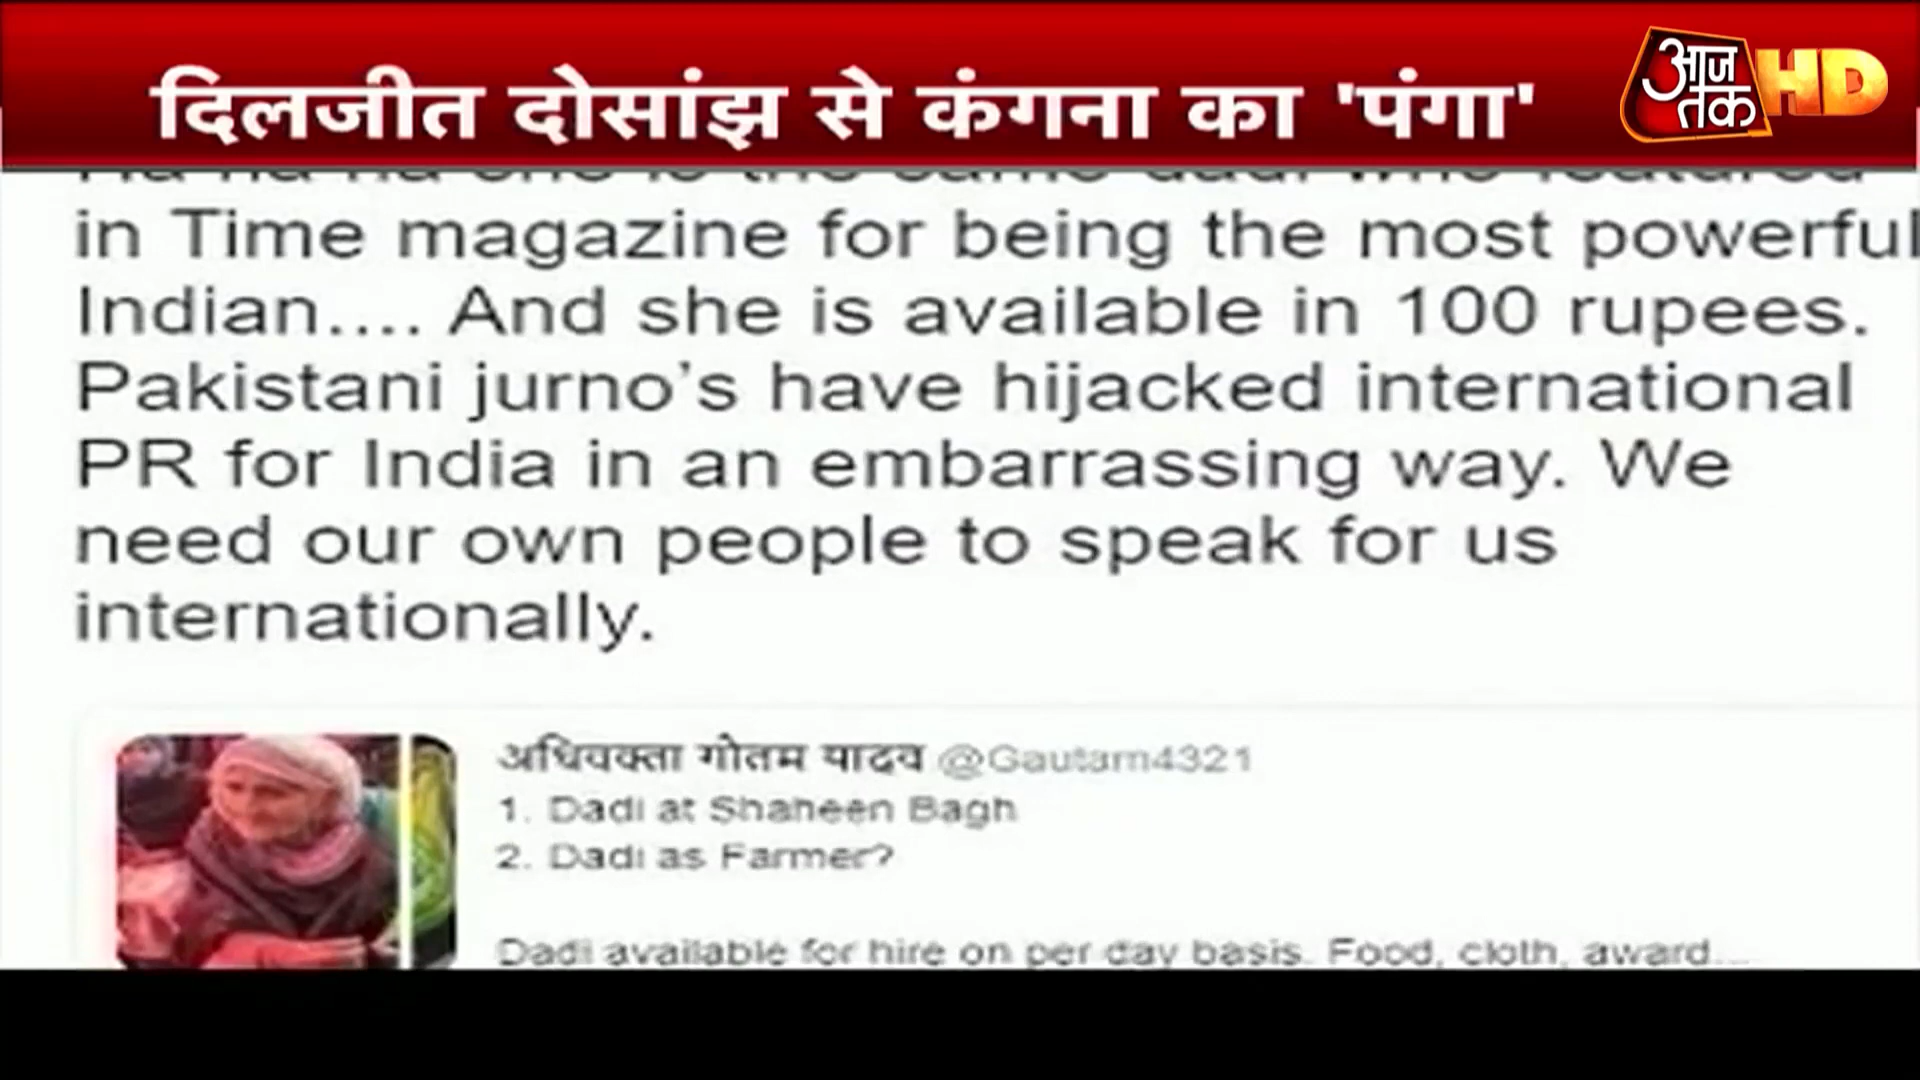 दिलजीत दोसांझ से कंगना का 'पंगा'
आज
तक
HD
in Time magazine for being the most powerful
Indian.... And she is available in 100 rupees.
Pakistani jurno's have hijacked international
PR for India in an embarrassing way. We
need our own people to speak for us
internationally.
अधिवक्ता गोतम यादव @Gautam4321
1. Dadi at Shaheen Bagh
2. Dadi as Farmer?
Dadi available for hire on per day basis. Food, cloth, award...